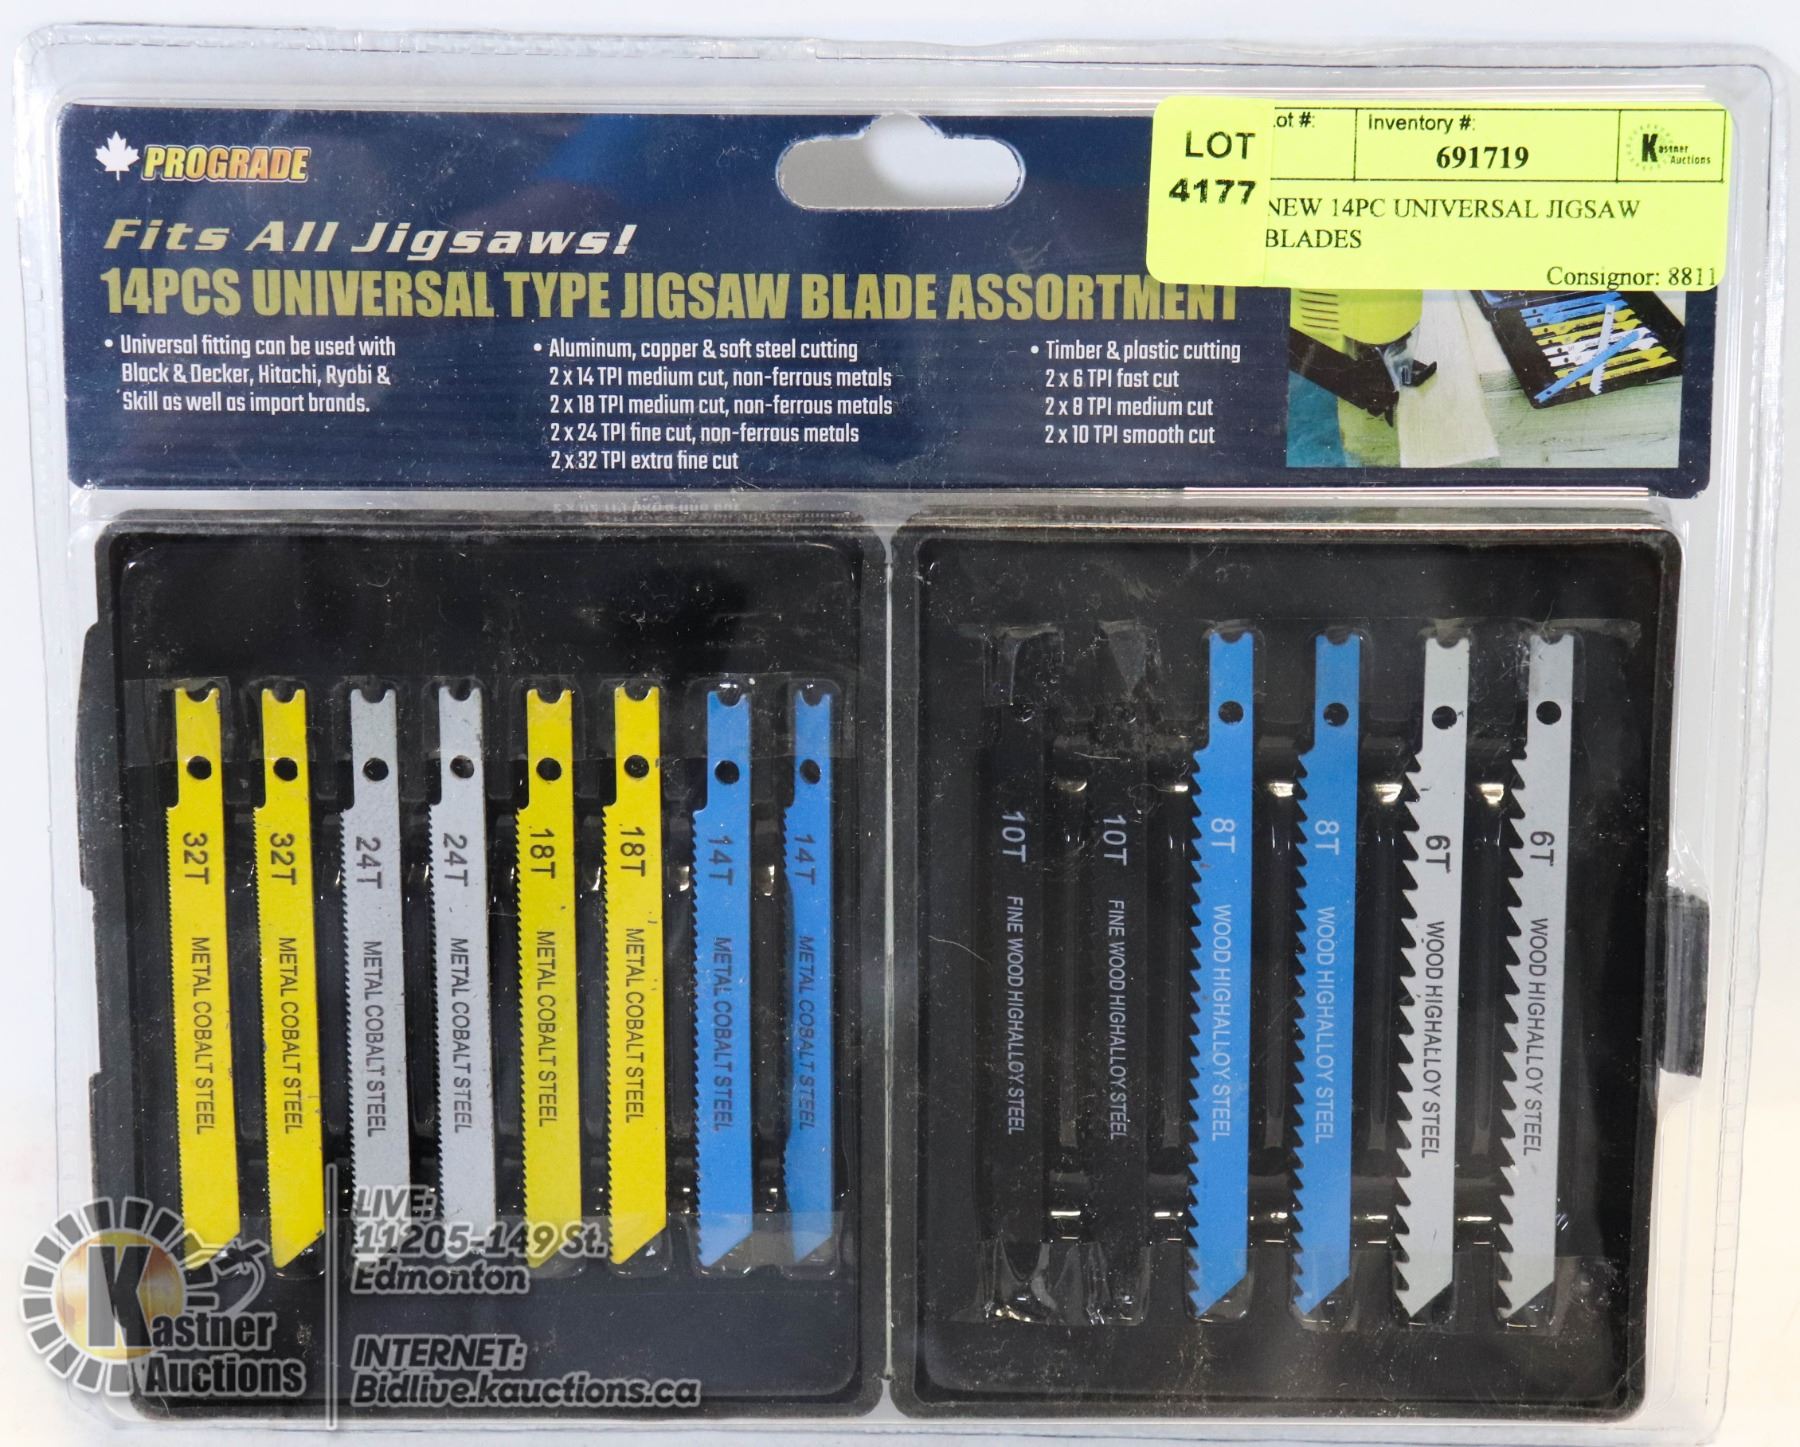 PROGRADE
Fits All Jigsaws!
14PCS UNIVERSAL TYPE JIGSAW BLADE ASSORTMENT
• Universal fitting can be used with
Black & Decker, Hitachi, Ryobi &
Skill as well as import brands.
• Aluminum, copper & soft steel cutting
2 x 14 TPI medium cut, non-ferrous metals
2 x 18 TPI medium cut, non-ferrous metals
2 x 24 TPI fine cut, non-ferrous metals
2 x 32 TPI extra fine cut
• Timber & plastic cutting
2 x 6 TPI fast cut
2 x 8 TPI medium cut
2 x 10 TPI smooth cut
LOT
4177
Lot #:
Inventory #:
691719
Kastner
Auctions
NEW 14PC UNIVERSAL JIGSAW
BLADES
Consignor: 8811
32T METAL COBALT STEEL
32T METAL COBALT STEEL
24T METAL COBALT STEEL
24T METAL COBALT STEEL
18T METAL COBALT STEEL
18T METAL COBALT STEEL
14T METAL COBALT STEEL
14T METAL COBALT STEEL
10T FINE WOOD HIGHALLOY STEEL
10T FINE WOOD HIGHALLOY STEEL
8T WOOD HIGHALLOY STEEL
8T WOOD HIGHALLOY STEEL
6T WOOD HIGHALLOY STEEL
6T WOOD HIGHALLOY STEEL
Kastner
Auctions
LIVE:
11205-149 St.
Edmonton
INTERNET:
Bidlive.kauctions.ca